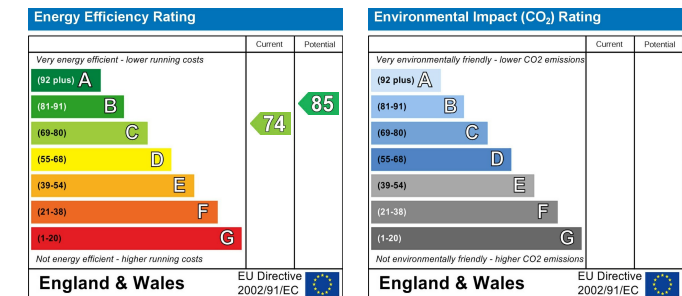 Energy Efficiency Rating
Current Potential
Very energy efficient - lower running costs
(92 plus) A
(81-91) B
85
(69-80) C
74
(55-68) D
(39-54) E
(21-38) F
(1-20) G
Not energy efficient - higher running costs
England & Wales
EU Directive
2002/91/EC
Environmental Impact (CO₂) Rating
Current Potential
Very environmentally friendly - lower CO2 emissions
(92 plus) A
(81-91) B
(69-80) C
(55-68) D
(39-54) E
(21-38) F
(1-20) G
Not environmentally friendly - higher CO2 emissions
England & Wales
EU Directive
2002/91/EC